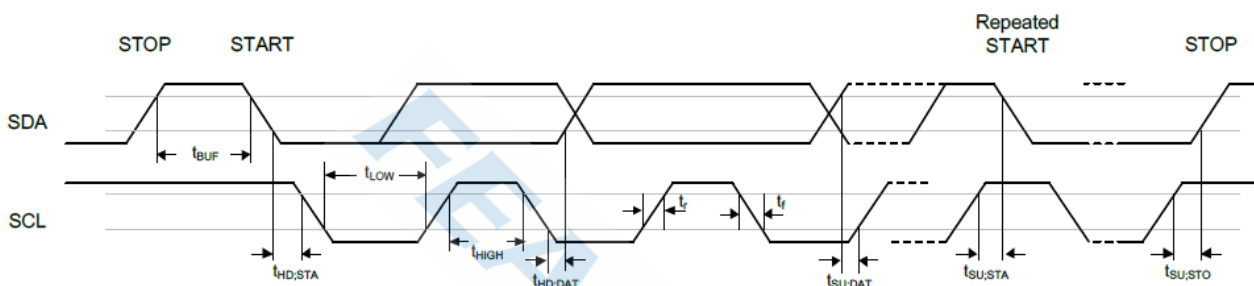 Repeated
STOP START START STOP
SDA
tBUF
tLOW
SCL
tr tf
tHD;STA tHIGH tHD;DAT tSU;DAT tSU;STA tSU;STO
FEA